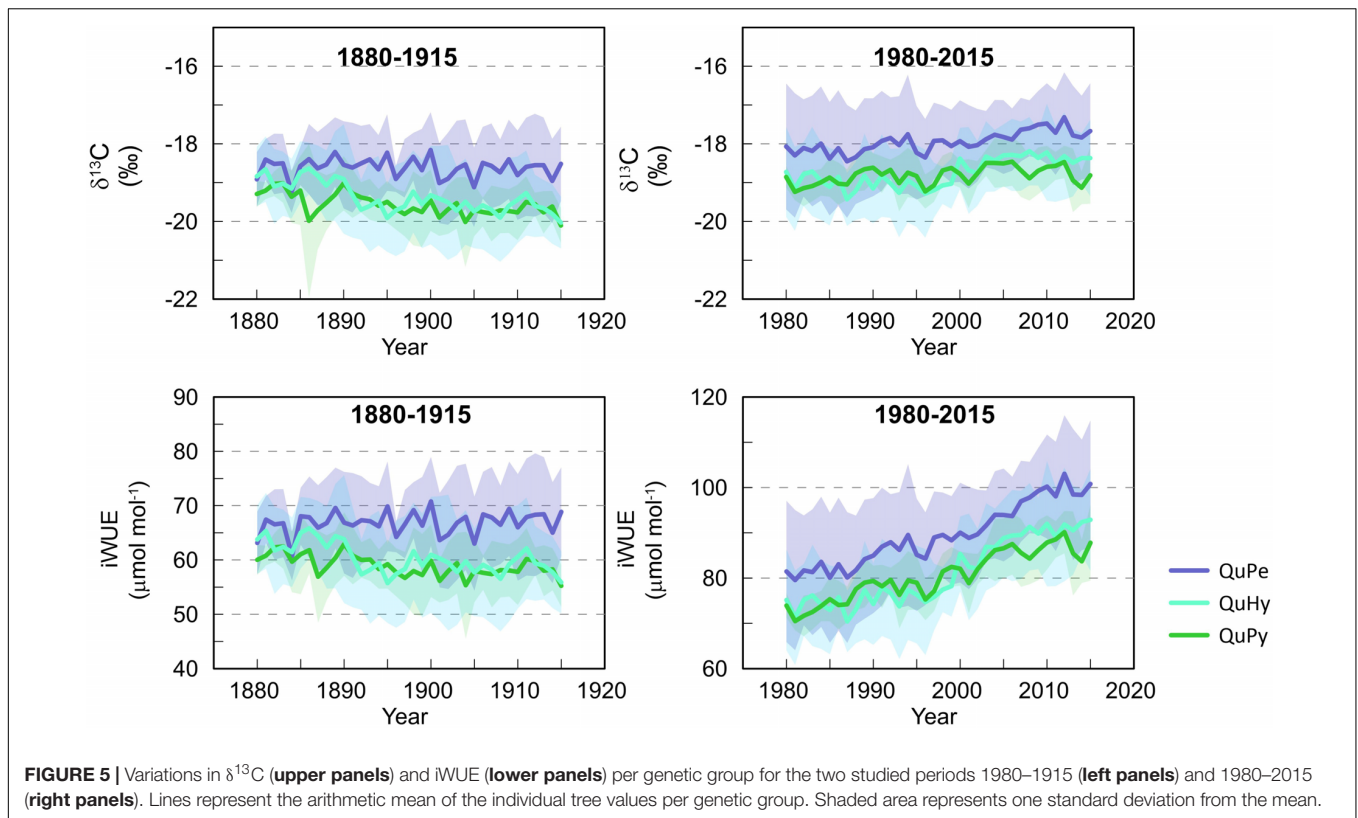 1880-1915
-16
-18
-20
-22
δ¹³C
(‰)
1880 1890 1900 1910 1920
Year
1980-2015
-16
-18
-20
-22
δ¹³C
(‰)
1980 1990 2000 2010 2020
Year
1880-1915
90
80
70
60
50
40
iWUE
(μmol mol⁻¹)
1880 1890 1900 1910 1920
Year
1980-2015
120
100
80
60
iWUE
(μmol mol⁻¹)
1980 1990 2000 2010 2020
Year
QuPe
QuHy
QuPy
FIGURE 5 | Variations in δ¹³C (upper panels) and iWUE (lower panels) per genetic group for the two studied periods 1980–1915 (left panels) and 1980–2015
(right panels). Lines represent the arithmetic mean of the individual tree values per genetic group. Shaded area represents one standard deviation from the mean.